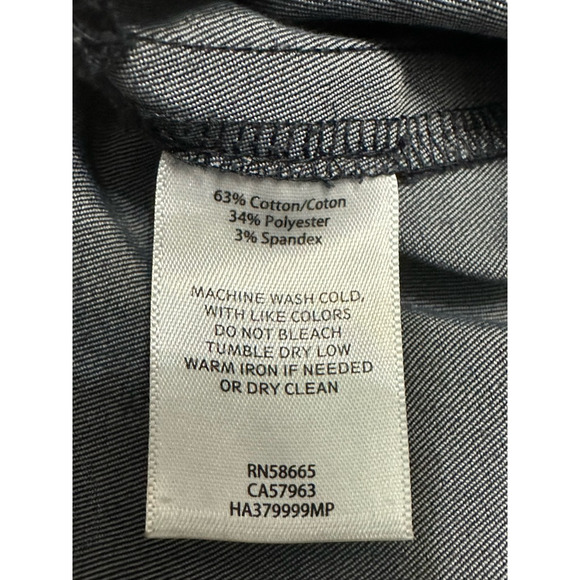 63% Cotton/Coton
34% Polyester
3% Spandex
MACHINE WASH COLD,
WITH LIKE COLORS
DO NOT BLEACH
TUMBLE DRY LOW
WARM IRON IF NEEDED
OR DRY CLEAN
RN58665
CA57963
HA379999MP